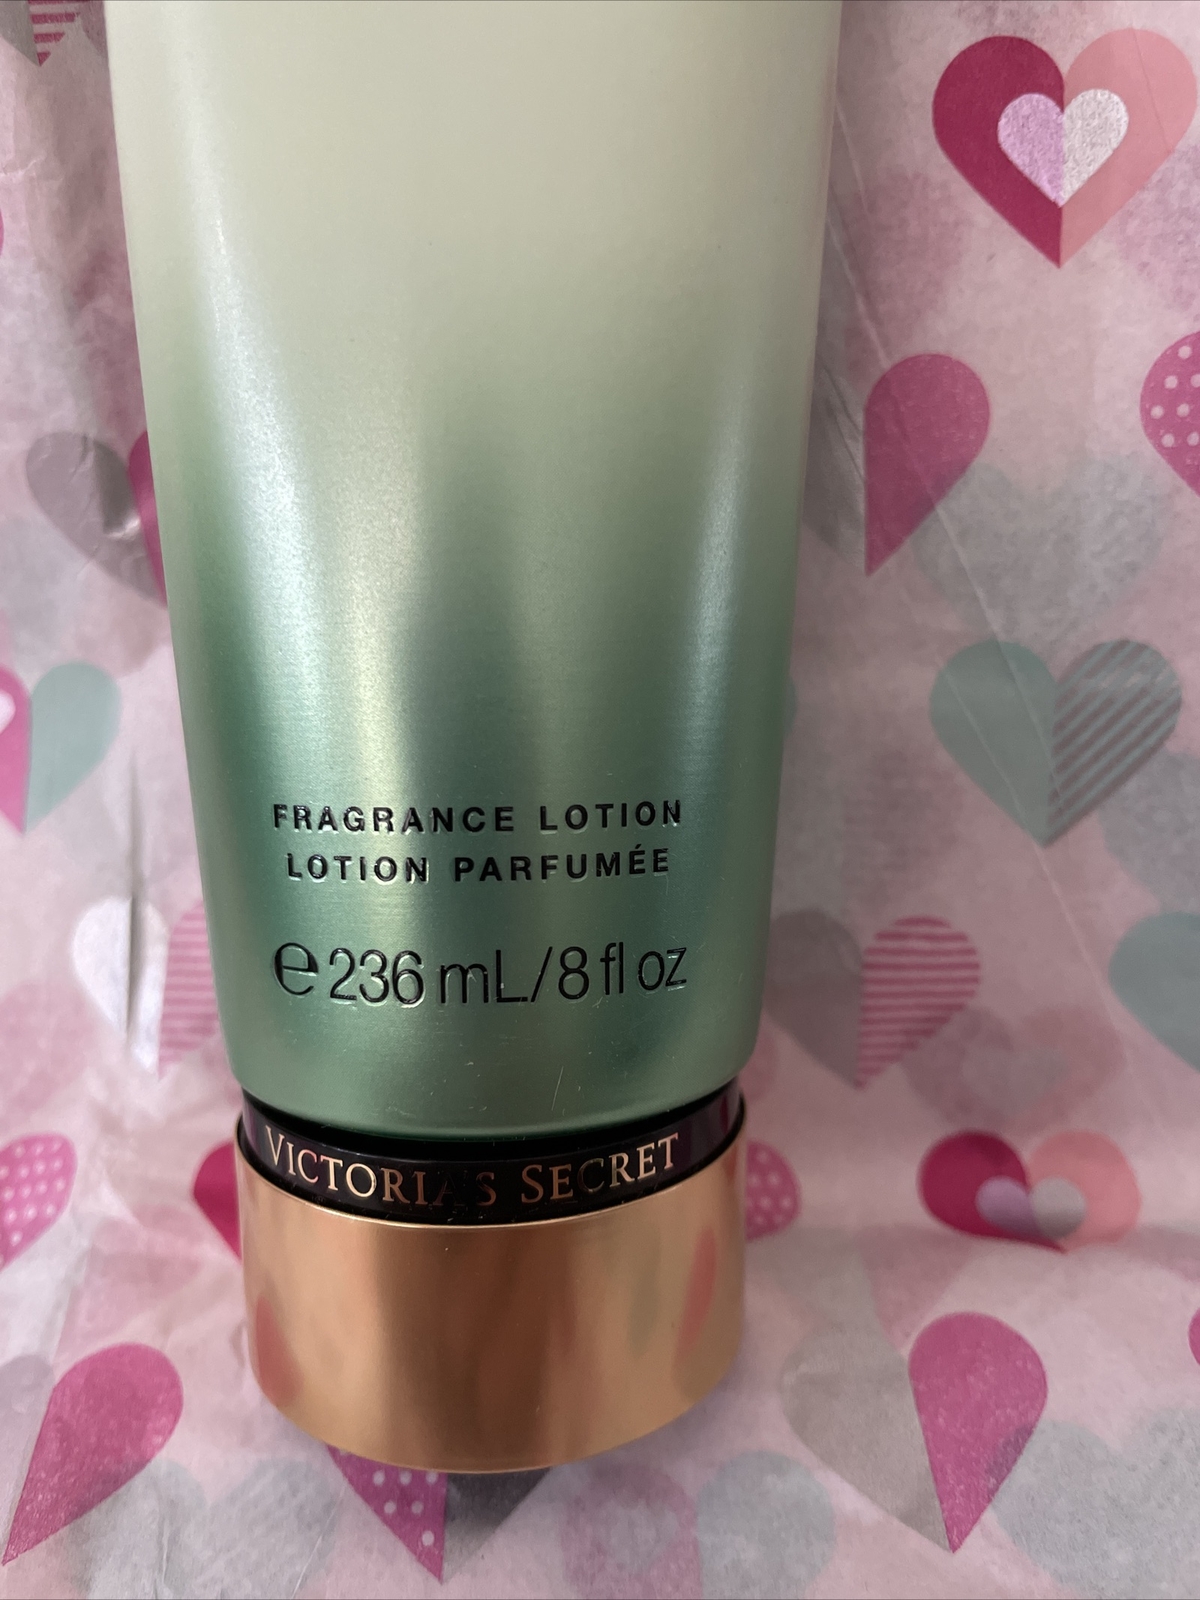 FRAGRANCE LOTION
LOTION PARFUMÉE
℮ 236 mL/8 fl oz
VICTORIA'S SECRET